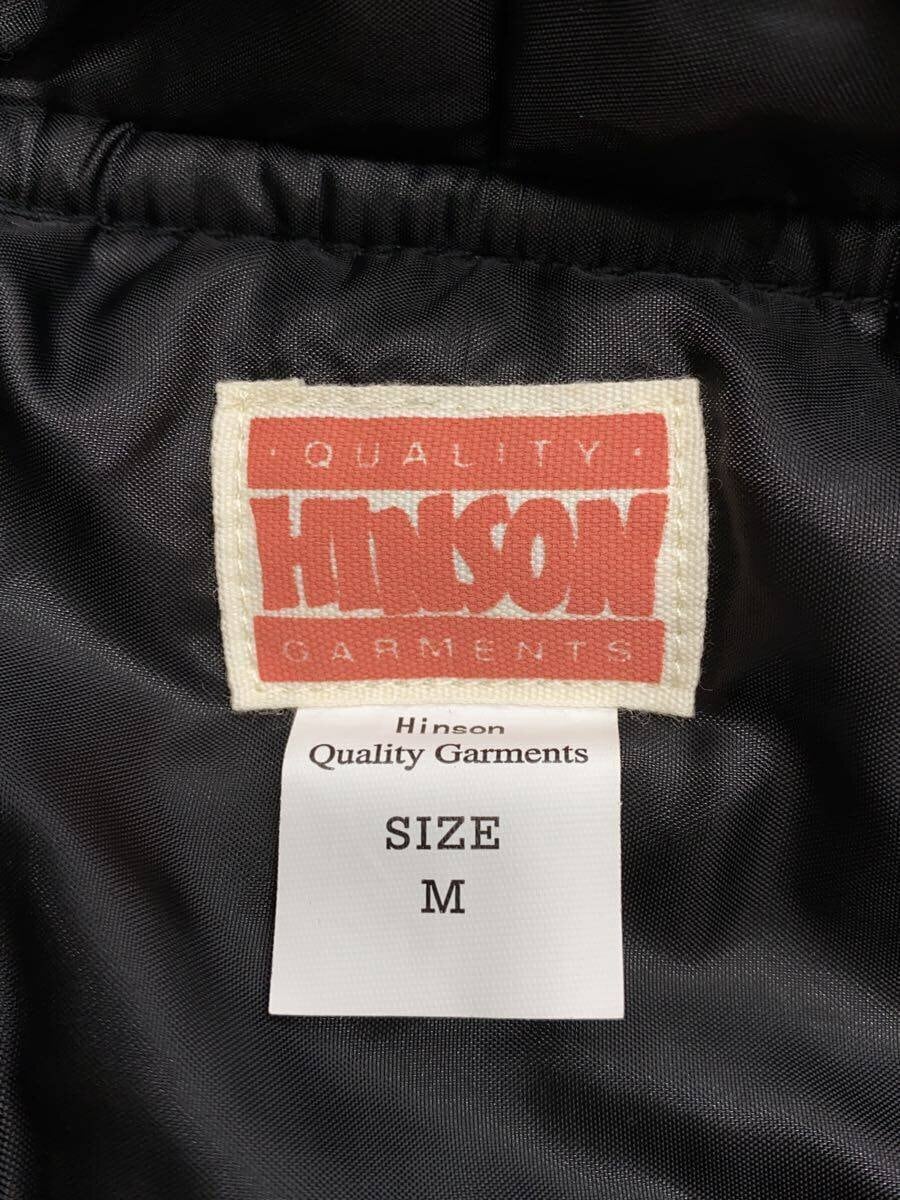 · QUALITY ·
HINSON
GARMENTS
Hinson
Quality Garments
SIZE
M